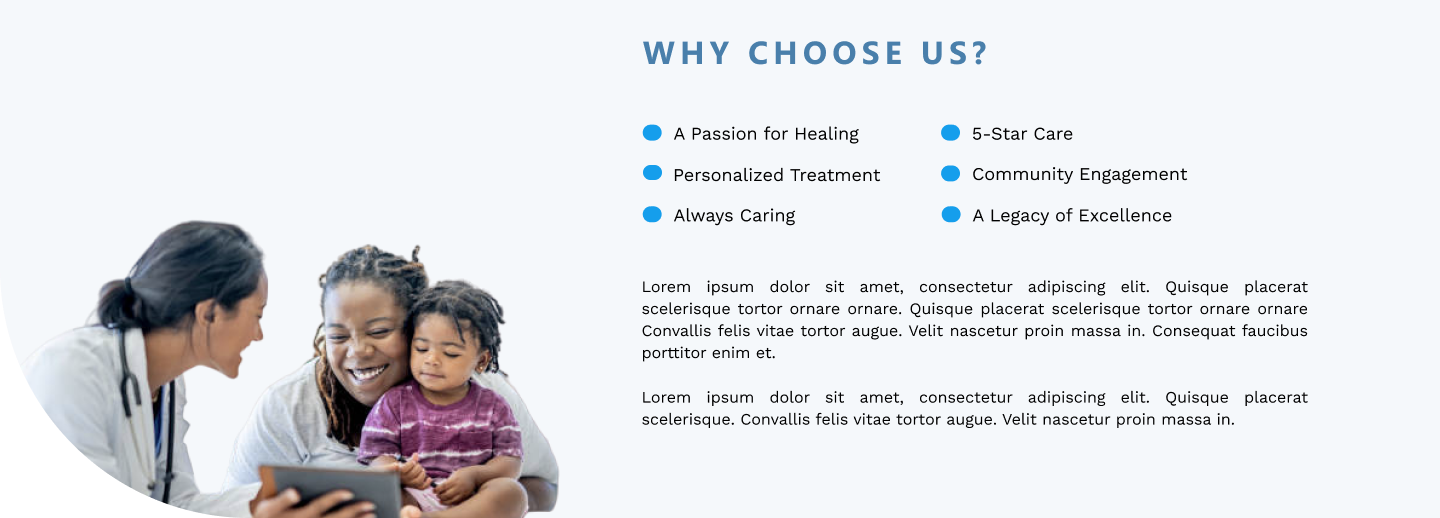 WHY CHOOSE US?
A Passion for Healing
5-Star Care
Personalized Treatment
Community Engagement
Always Caring
A Legacy of Excellence
Lorem ipsum dolor sit amet, consectetur adipiscing elit. Quisque placerat
scelerisque tortor ornare ornare. Quisque placerat scelerisque tortor ornare ornare
Convallis felis vitae tortor augue. Velit nascetur proin massa in. Consequat faucibus
porttitor enim et.
Lorem ipsum dolor sit amet, consectetur adipiscing elit. Quisque placerat
scelerisque. Convallis felis vitae tortor augue. Velit nascetur proin massa in.